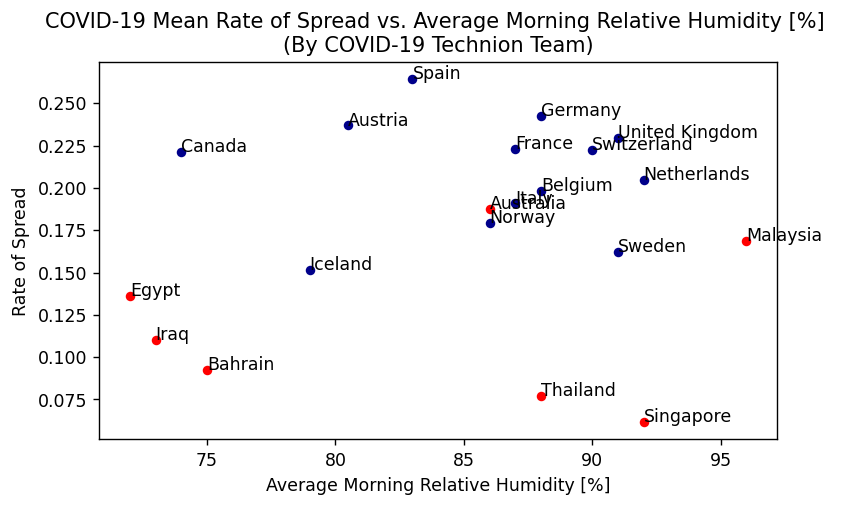 COVID-19 Mean Rate of Spread vs. Average Morning Relative Humidity [%]
(By COVID-19 Technion Team)
Rate of Spread
0.250
0.225
0.200
0.175
0.150
0.125
0.100
0.075
Spain
Germany
Austria
United Kingdom
France
Switzerland
Canada
Netherlands
Belgium
Italy
Australia
Norway
Malaysia
Sweden
Iceland
Egypt
Iraq
Bahrain
Thailand
Singapore
75
80
85
90
95
Average Morning Relative Humidity [%]